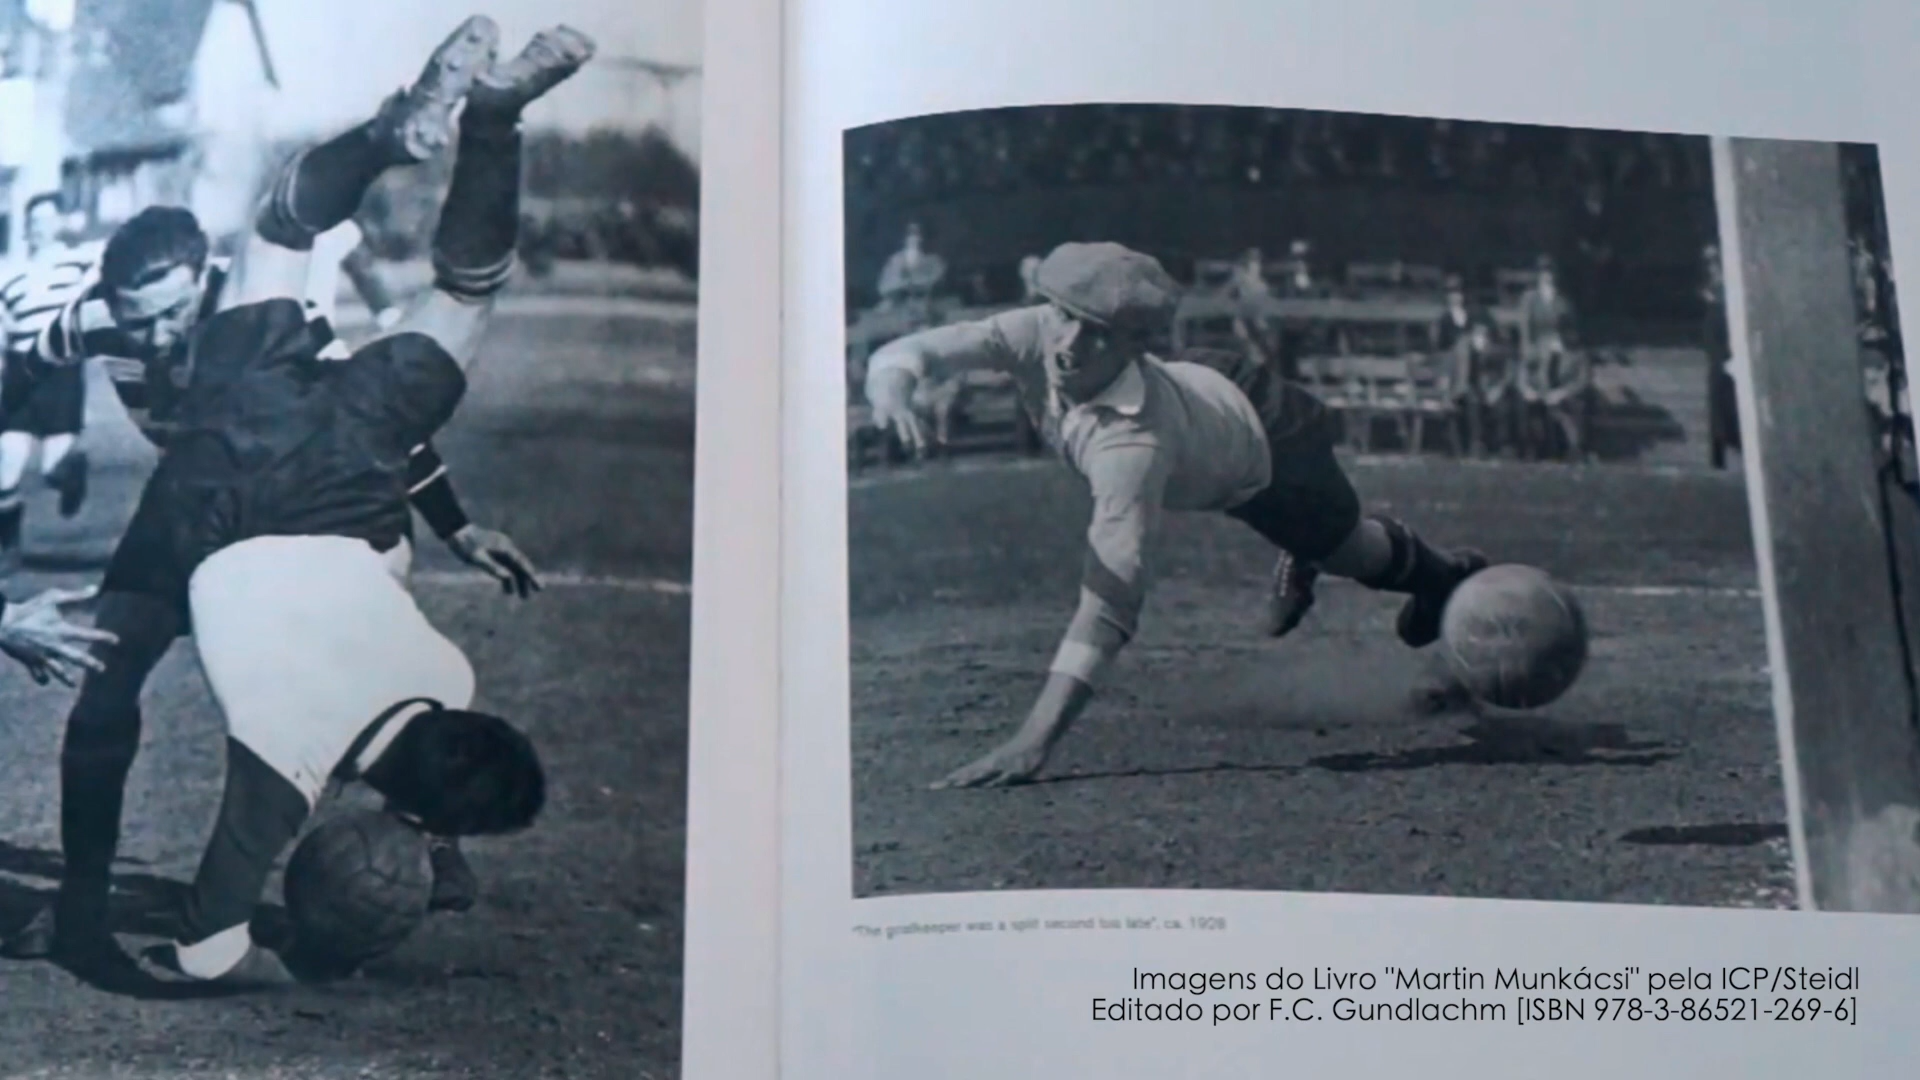 "The goalkeeper was a split second too late", ca. 1928
Imagens do Livro "Martin Munkácsi" pela ICP/Steidl
Editado por F.C. Gundlachm [ISBN 978-3-86521-269-6]